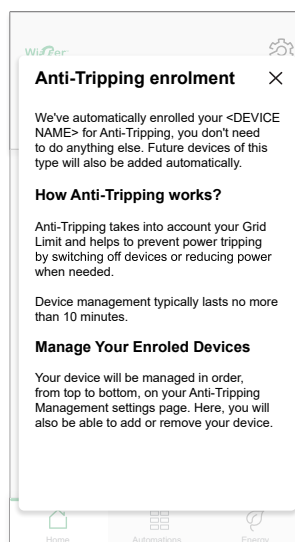 Wiser
Anti-Tripping enrolment
We've automatically enrolled your <DEVICE
NAME> for Anti-Tripping, you don't need
to do anything else. Future devices of this
type will also be added automatically.
How Anti-Tripping works?
Anti-Tripping takes into account your Grid
Limit and helps to prevent power tripping
by switching off devices or reducing power
when needed.
Device management typically lasts no more
than 10 minutes.
Manage Your Enroled Devices
Your device will be managed in order,
from top to bottom, on your Anti-Tripping
Management settings page. Here, you will
also be able to add or remove your device.
Home Automations Energy